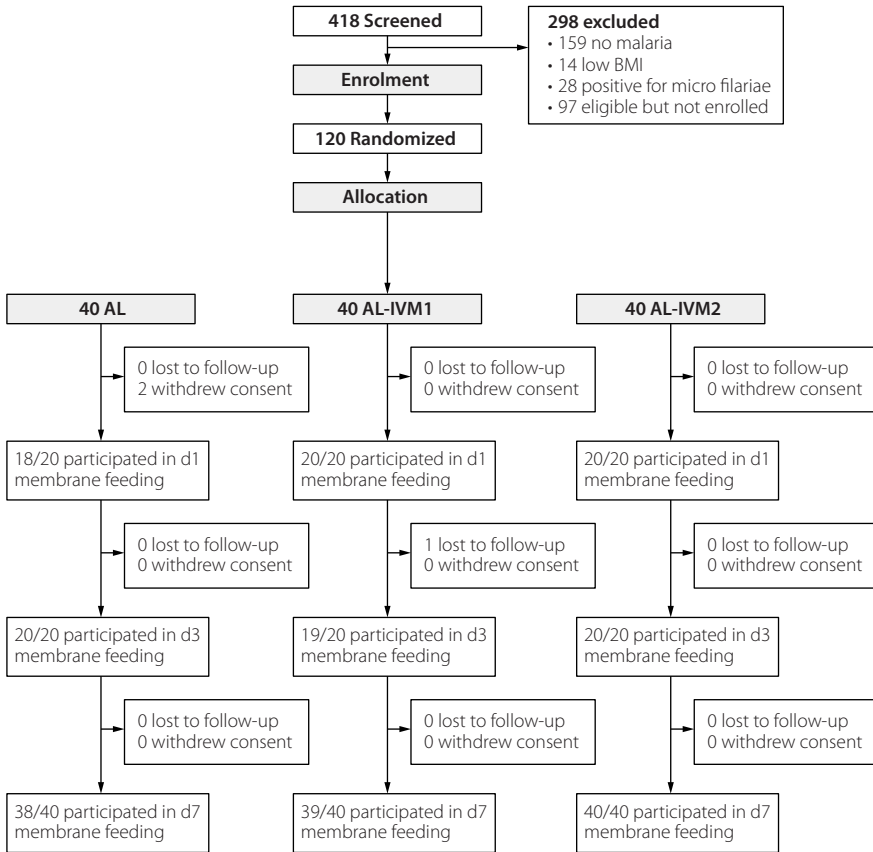 418 Screened
298 excluded
• 159 no malaria
• 14 low BMI
• 28 positive for micro filariae
• 97 eligible but not enrolled
Enrolment
120 Randomized
Allocation
40 AL
40 AL-IVM1
40 AL-IVM2
0 lost to follow-up
2 withdrew consent
0 lost to follow-up
0 withdrew consent
0 lost to follow-up
0 withdrew consent
18/20 participated in d1
membrane feeding
20/20 participated in d1
membrane feeding
20/20 participated in d1
membrane feeding
0 lost to follow-up
0 withdrew consent
1 lost to follow-up
0 withdrew consent
0 lost to follow-up
0 withdrew consent
20/20 participated in d3
membrane feeding
19/20 participated in d3
membrane feeding
20/20 participated in d3
membrane feeding
0 lost to follow-up
0 withdrew consent
0 lost to follow-up
0 withdrew consent
0 lost to follow-up
0 withdrew consent
38/40 participated in d7
membrane feeding
39/40 participated in d7
membrane feeding
40/40 participated in d7
membrane feeding